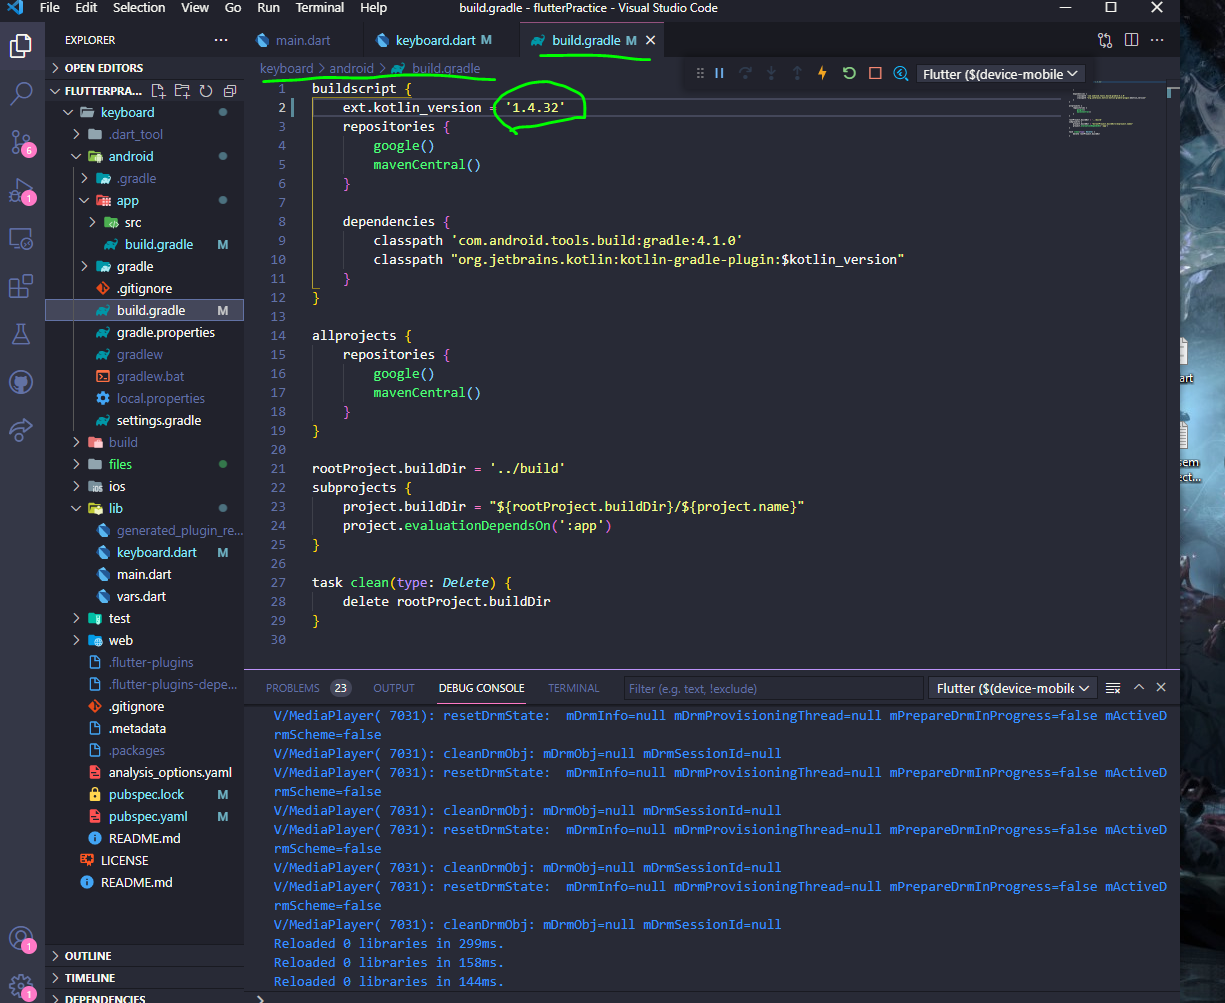 File Edit Selection View Go Run Terminal Help build.gradle - flutterPractice - Visual Studio Code
EXPLORER ···
main.dart keyboard.dart M build.gradle M
OPEN EDITORS
keyboard > android > build.gradle
Flutter ($(device-mobile
FLUTTERPRA...
keyboard
.dart_tool
android
.gradle
app
src
build.gradle M
gradle
.gitignore
build.gradle M
gradle.properties
gradlew
gradlew.bat
local.properties
settings.gradle
build
files
ios
lib
generated_plugin_re...
keyboard.dart M
main.dart
vars.dart
test
web
.flutter-plugins
.flutter-plugins-depe...
.gitignore
.metadata
.packages
analysis_options.yaml
pubspec.lock M
pubspec.yaml M
README.md
LICENSE
README.md
OUTLINE
TIMELINE
DEPENDENCIES
6
1
1
1
1 buildscript {
2 ext.kotlin_version = '1.4.32'
3 repositories {
4 google()
5 mavenCentral()
6 }
7
8 dependencies {
9 classpath 'com.android.tools.build:gradle:4.1.0'
10 classpath "org.jetbrains.kotlin:kotlin-gradle-plugin:$kotlin_version"
11 }
12 }
13
14 allprojects {
15 repositories {
16 google()
17 mavenCentral()
18 }
19 }
20
21 rootProject.buildDir = '../build'
22 subprojects {
23 project.buildDir = "${rootProject.buildDir}/${project.name}"
24 project.evaluationDependsOn(':app')
25 }
26
27 task clean(type: Delete) {
28 delete rootProject.buildDir
29 }
30
PROBLEMS 23 OUTPUT DEBUG CONSOLE TERMINAL Filter (e.g. text, !exclude) Flutter ($(device-mobile
V/MediaPlayer( 7031): resetDrmState:  mDrmInfo=null mDrmProvisioningThread=null mPrepareDrmInProgress=false mActiveD
rmScheme=false
V/MediaPlayer( 7031): cleanDrmObj: mDrmObj=null mDrmSessionId=null
V/MediaPlayer( 7031): resetDrmState:  mDrmInfo=null mDrmProvisioningThread=null mPrepareDrmInProgress=false mActiveD
rmScheme=false
V/MediaPlayer( 7031): cleanDrmObj: mDrmObj=null mDrmSessionId=null
V/MediaPlayer( 7031): resetDrmState:  mDrmInfo=null mDrmProvisioningThread=null mPrepareDrmInProgress=false mActiveD
rmScheme=false
V/MediaPlayer( 7031): cleanDrmObj: mDrmObj=null mDrmSessionId=null
V/MediaPlayer( 7031): resetDrmState:  mDrmInfo=null mDrmProvisioningThread=null mPrepareDrmInProgress=false mActiveD
rmScheme=false
V/MediaPlayer( 7031): cleanDrmObj: mDrmObj=null mDrmSessionId=null
Reloaded 0 libraries in 299ms.
Reloaded 0 libraries in 158ms.
Reloaded 0 libraries in 144ms.